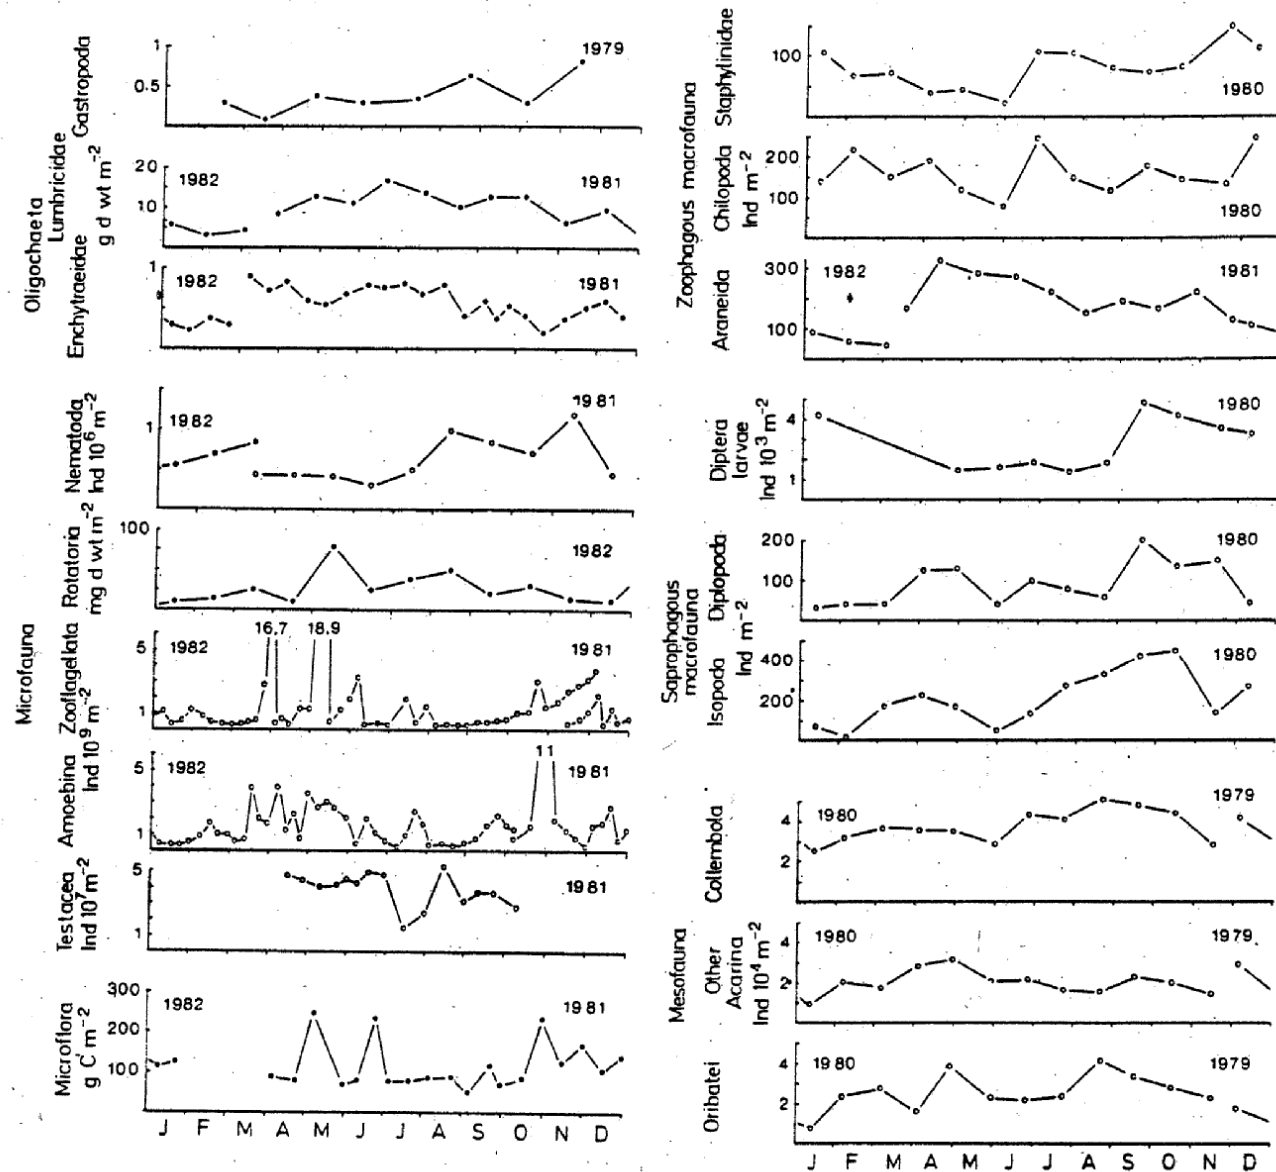 Gastropoda
1
0.5
1979
Oligochaeta
Lumbricidae
g d wt m-2
20
10
1982
1981
Enchytraeidae
1
1982
1981
Nematoda
Ind 10⁶ m-2
1
1982
1981
Rotatoria
mg d wt m-2
100
1982
Microfauna
Zooflagellata
5
1
1982
16.7
18.9
1981
Ind 10⁹ m-2
Amoebina
5
1
1982
11
1981
Testacea
Ind 10⁷ m-2
5
1
1981
Microflora
g C m-2
300
200
100
1982
1981
J F M A M J J A S O N D
Zoophagous macrofauna
Staphylinidae
100
1980
Chilopoda
Ind m-2
200
100
1980
Araneida
300
100
1982
1981
Diptera
larvae
Ind 10³ m-2
4
1
1980
Saprophagous
macrofauna
Diplopoda
Ind m-2
200
100
1980
Isopoda
400
200
1980
Mesofauna
Collembola
4
2
1980
1979
Other
Acarina
Ind 10⁴ m-2
4
2
1980
1979
Oribatei
4
2
1980
1979
J F M A M J J A S O N D